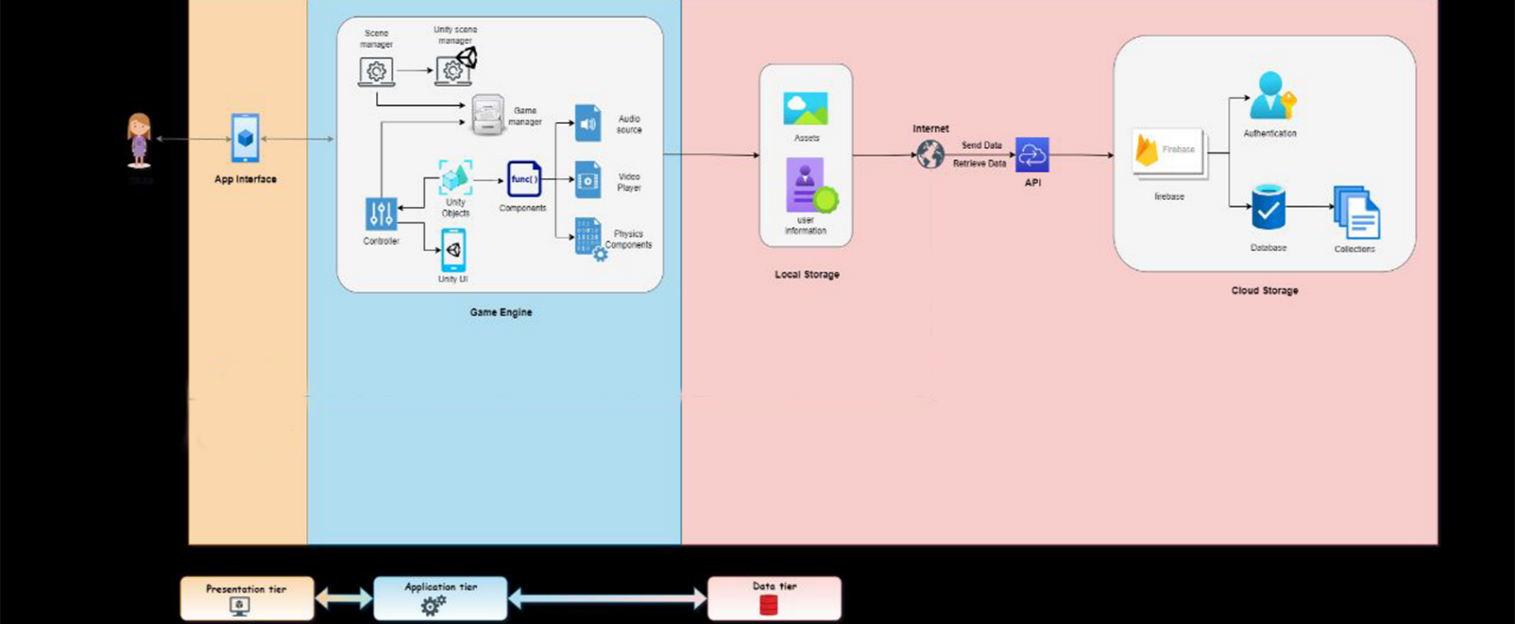 Scene
manager
Unity scene
manager
Game
manager
Audio
source
Video
Player
Physics
Components
func()
Components
Unity
Objects
Controller
Unity UI
Game Engine
App Interface
Assets
user
information
Local Storage
Internet
Send Data
Retrieve Data
API
Firebase
firebase
Authentication
Database
Collections
Cloud Storage
Presentation tier
Application tier
Data tier